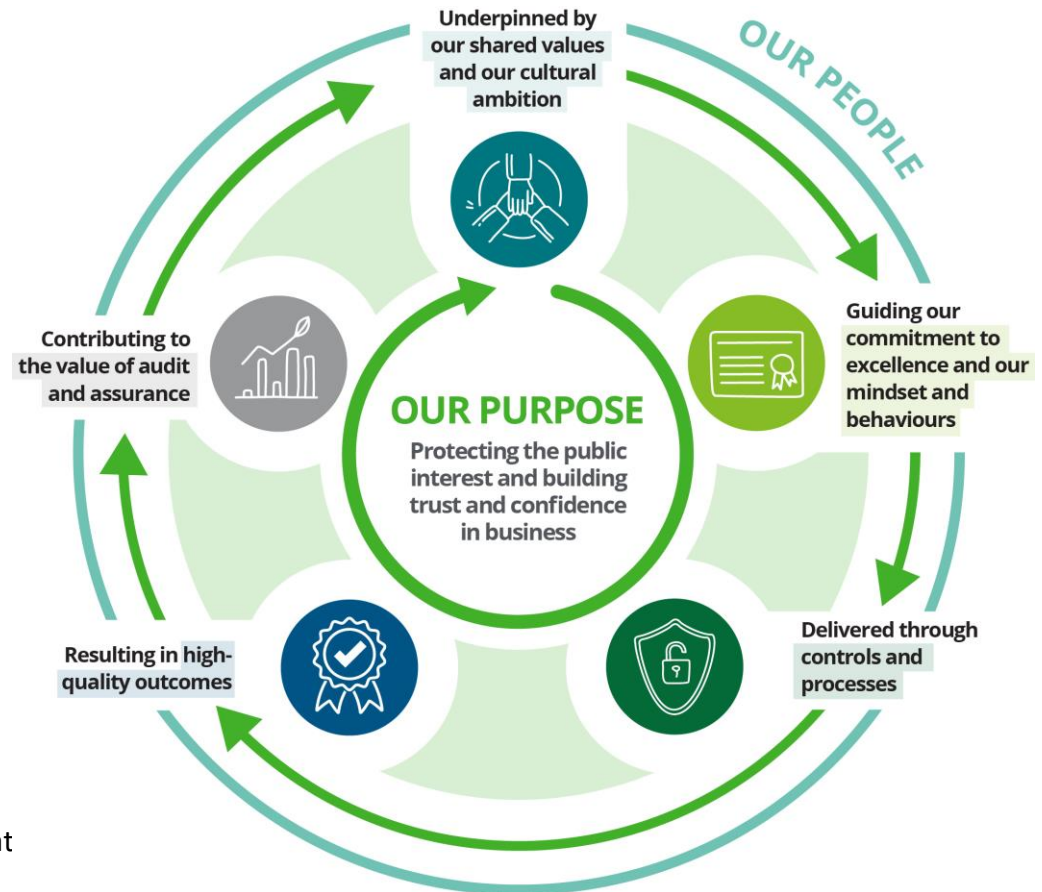 Underpinned by
our shared values
and our cultural
ambition
OUR PEOPLE
Guiding our
commitment to
excellence and our
mindset and
behaviours
Delivered through
controls and
processes
Resulting in high-
quality outcomes
Contributing to
the value of audit
and assurance
OUR PURPOSE
Protecting the public
interest and building
trust and confidence
in business